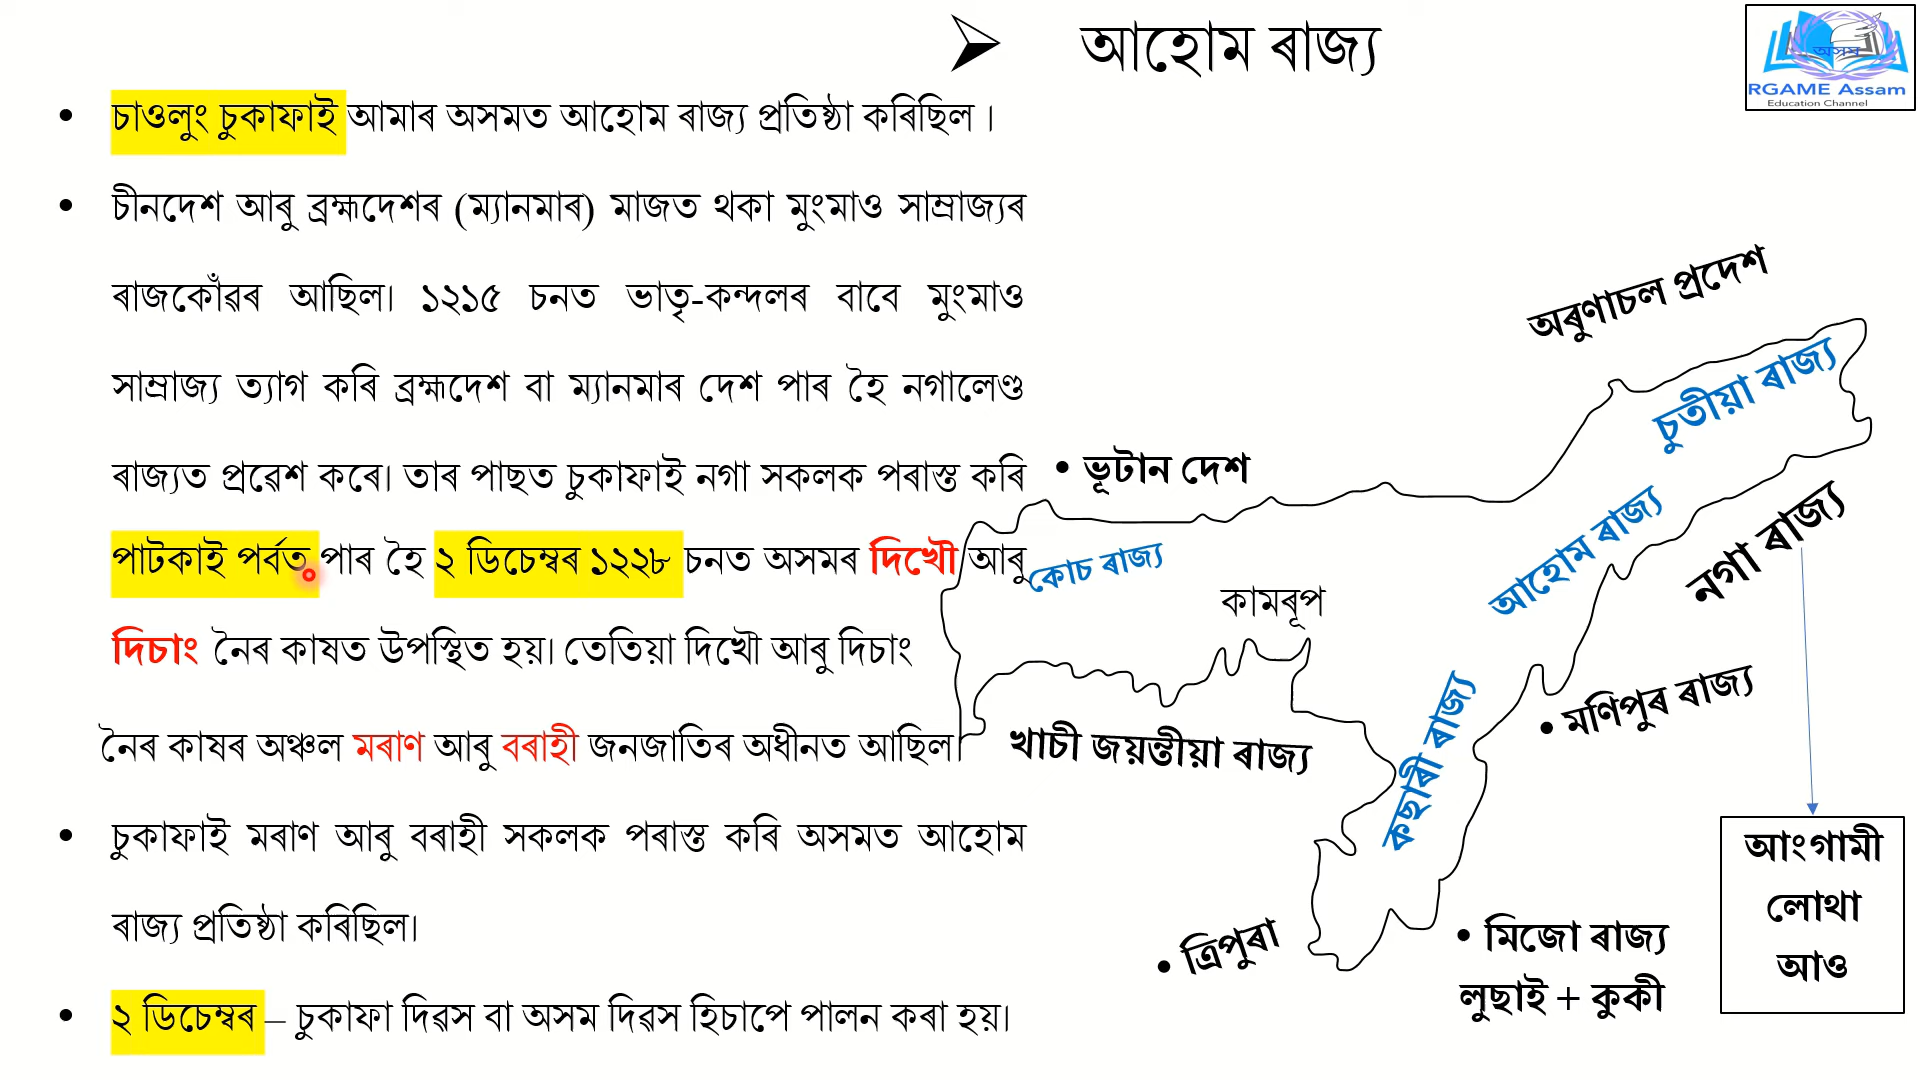 আহোম ৰাজ্য
অসম
RGAME Assam
Education Channel
• চাওলুং চুকাফাই আমাৰ অসমত আহোম ৰাজ্য প্ৰতিষ্ঠা কৰিছিল ।
• চীনদেশ আৰু ব্ৰহ্মদেশৰ (ম্যানমাৰ) মাজত থকা মুংমাও সাম্ৰাজ্যৰ
ৰাজকোঁৱৰ আছিল। ১২১৫ চনত ভাতৃ-কন্দলৰ বাবে মুংমাও
সাম্ৰাজ্য ত্যাগ কৰি ব্ৰহ্মদেশ বা ম্যানমাৰ দেশ পাৰ হৈ নগালেণ্ড
ৰাজ্যত প্ৰৱেশ কৰে। তাৰ পাছত চুকাফাই নগা সকলক পৰাস্ত কৰি
পাটকাই পৰ্বত পাৰ হৈ ২ ডিচেম্বৰ ১২২৮ চনত অসমৰ দিখৌ আৰু
দিচাং নৈৰ কাষত উপস্থিত হয়। তেতিয়া দিখৌ আৰু দিচাং
নৈৰ কাষৰ অঞ্চল মৰাণ আৰু বৰাহী জনজাতিৰ অধীনত আছিল।
• চুকাফাই মৰাণ আৰু বৰাহী সকলক পৰাস্ত কৰি অসমত আহোম
ৰাজ্য প্ৰতিষ্ঠা কৰিছিল।
• ২ ডিচেম্বৰ – চুকাফা দিৱস বা অসম দিৱস হিচাপে পালন কৰা হয়।
অৰুণাচল প্ৰদেশ
চুতীয়া ৰাজ্য
• ভূটান দেশ
আহোম ৰাজ্য
নগা ৰাজ্য
কোচ ৰাজ্য
কামৰূপ
• মণিপুৰ ৰাজ্য
খাচী জয়ন্তীয়া ৰাজ্য
কছাৰী ৰাজ্য
আংগামী
লোথা
আও
• ত্ৰিপুৰা
• মিজো ৰাজ্য
লুছাই + কুকী